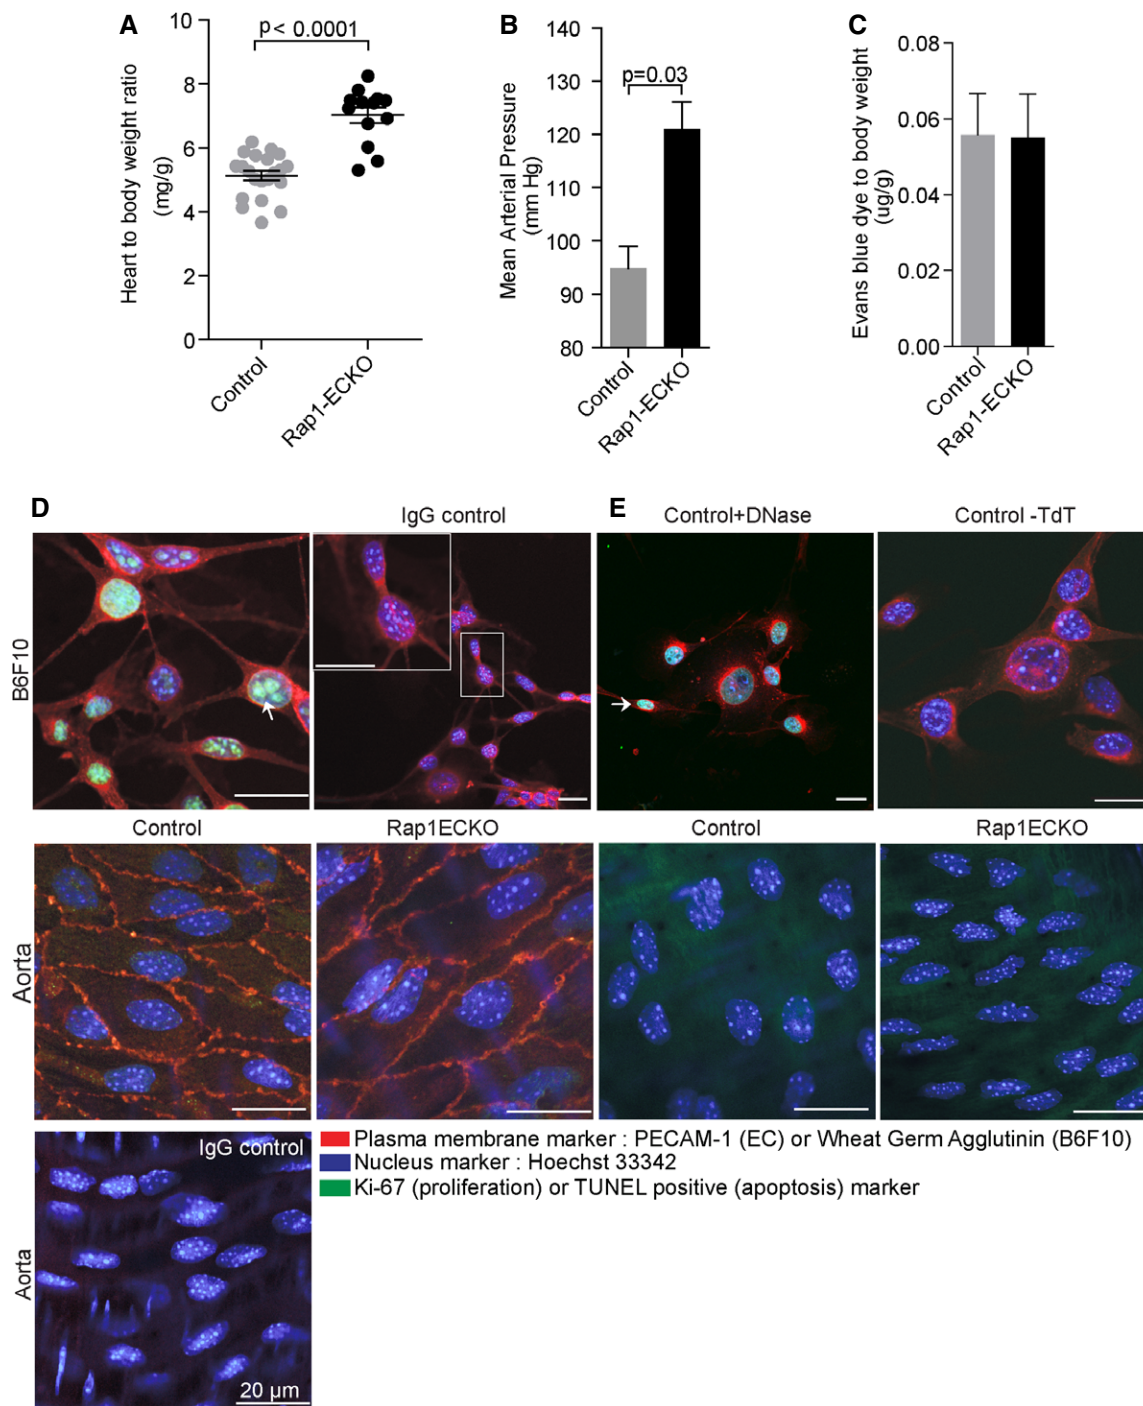 A
p< 0.0001
Heart to body weight ratio
(mg/g)
10
8
6
4
2
0
Control
Rap1-ECKO
B
p=0.03
Mean Arterial Pressure
(mm Hg)
140
130
120
110
100
90
80
Control
Rap1-ECKO
C
Evans blue dye to body weight
(ug/g)
0.08
0.06
0.04
0.02
0.00
Control
Rap1-ECKO
D
IgG control
E
Control+DNase
Control -TdT
B6F10
Control
Rap1ECKO
Control
Rap1ECKO
Aorta
IgG control
Aorta
20 µm
Plasma membrane marker : PECAM-1 (EC) or Wheat Germ Agglutinin (B6F10)
Nucleus marker : Hoechst 33342
Ki-67 (proliferation) or TUNEL positive (apoptosis) marker